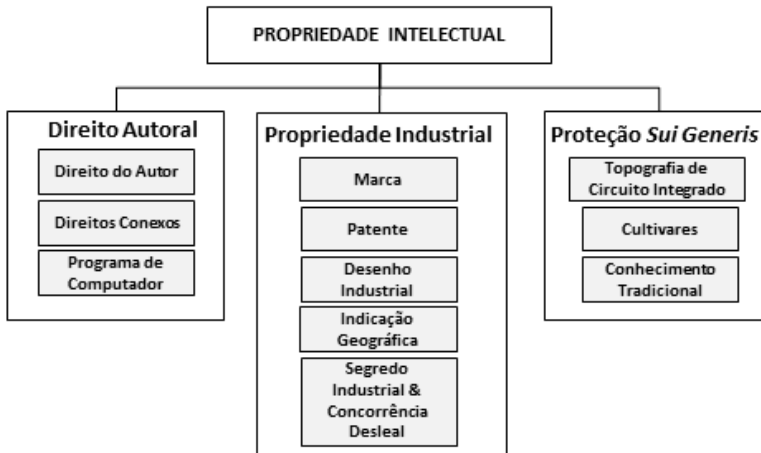 PROPRIEDADE INTELECTUAL
Direito Autoral
Direito do Autor
Direitos Conexos
Programa de
Computador
Propriedade Industrial
Marca
Patente
Desenho
Industrial
Indicação
Geográfica
Segredo
Industrial &
Concorrência
Desleal
Proteção Sui Generis
Topografia de
Circuito Integrado
Cultivares
Conhecimento
Tradicional